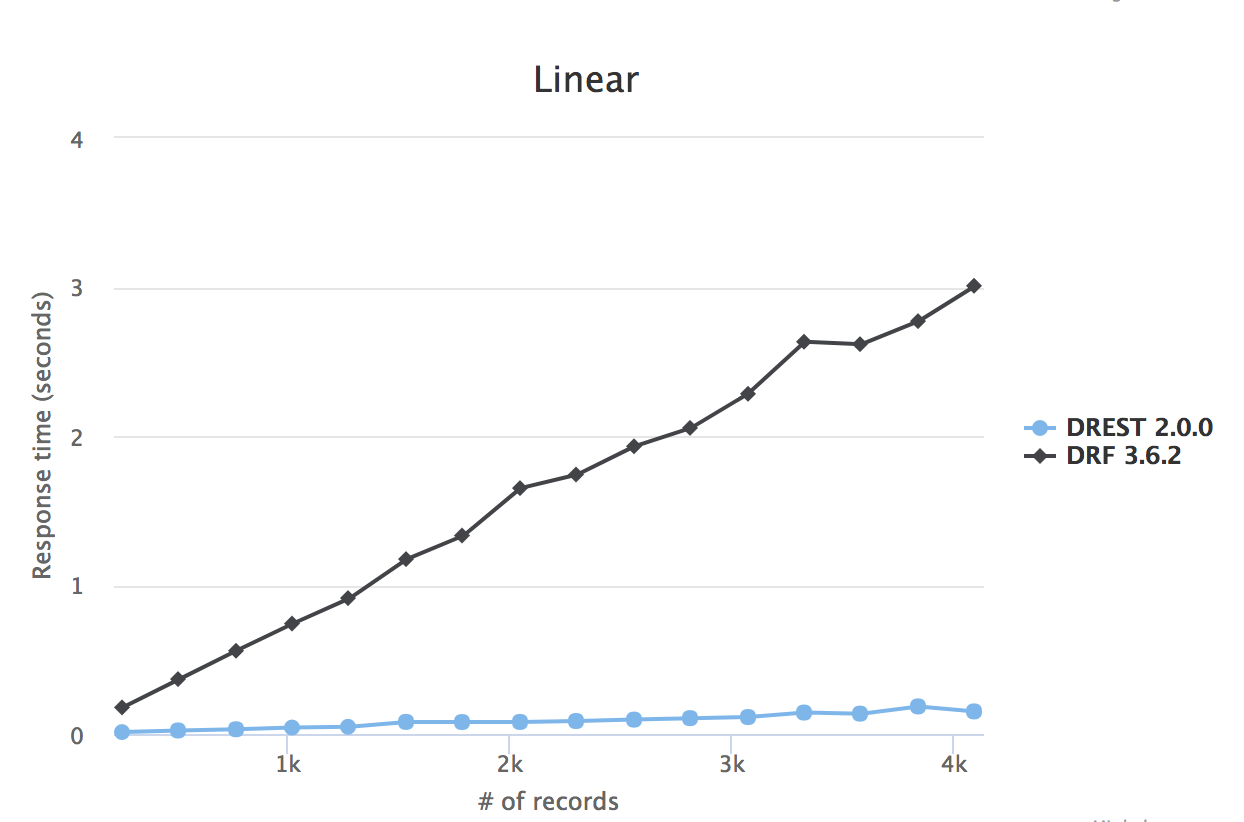 Linear
4
3
2
1
0
Response time (seconds)
1k
2k
3k
4k
# of records
DREST 2.0.0
DRF 3.6.2